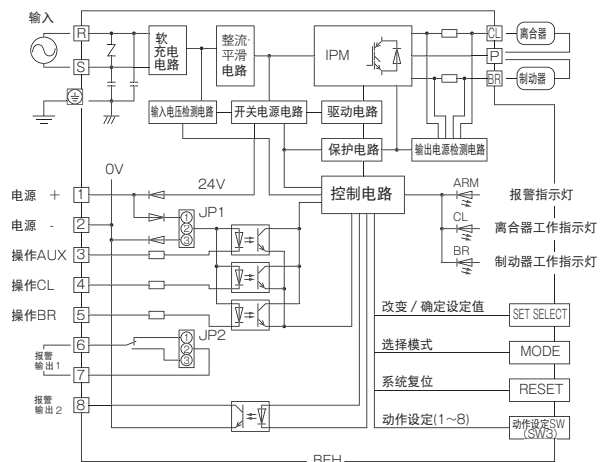 输入
R
S
软
充电
电路
整流·
平滑
电路
IPM
CL
P
BR
离合器
制动器
输入电压检测电路
开关电源电路
驱动电路
保护电路
输出电源检测电路
控制电路
0V
24V
电源 +
1
电源 -
2
操作AUX
3
操作CL
4
操作BR
5
报警
输出1
6
7
报警
输出2
8
JP1
1
2
3
JP2
1
2
3
ARM
报警指示灯
CL
离合器工作指示灯
BR
制动器工作指示灯
改变 / 确定设定值
SET SELECT
选择模式
MODE
系统复位
RESET
动作设定(1~8)
动作设定SW
(SW3)
BEH